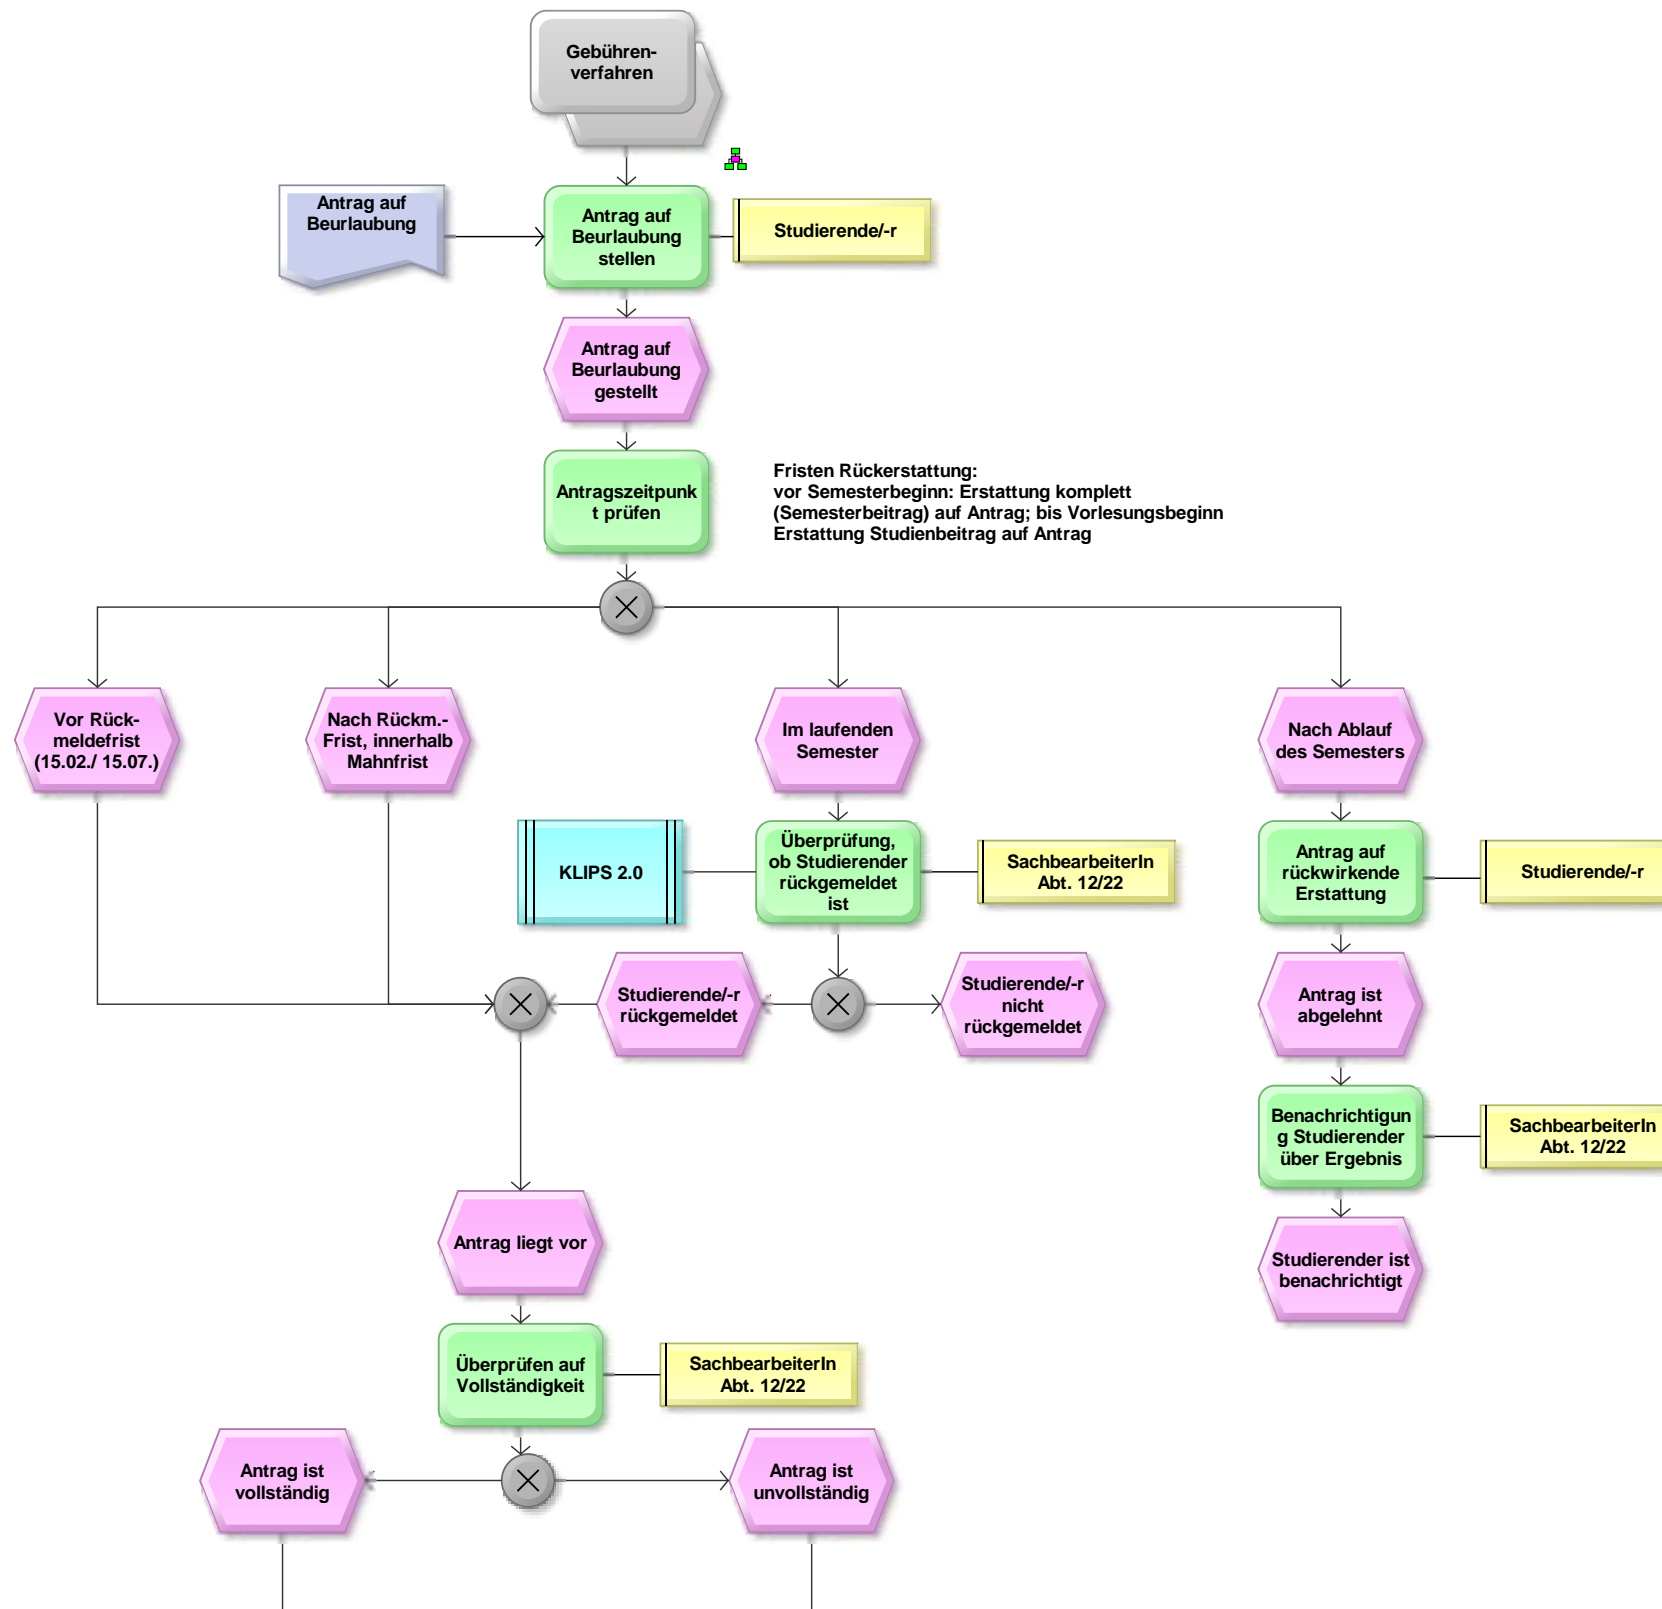 Gebühren-
verfahren
Antrag auf
Beurlaubung
Antrag auf
Beurlaubung
stellen
Studierende/-r
Antrag auf
Beurlaubung
gestellt
Antragszeitpunk
t prüfen
Fristen Rückerstattung:
vor Semesterbeginn: Erstattung komplett
(Semesterbeitrag) auf Antrag; bis Vorlesungsbeginn
Erstattung Studienbeitrag auf Antrag
Vor Rück-
meldefrist
(15.02./ 15.07.)
Nach Rückm.-
Frist, innerhalb
Mahnfrist
Im laufenden
Semester
Nach Ablauf
des Semesters
KLIPS 2.0
Überprüfung,
ob Studierender
rückgemeldet
ist
SachbearbeiterIn
Abt. 12/22
Antrag auf
rückwirkende
Erstattung
Studierende/-r
Studierende/-r
rückgemeldet
Studierende/-r
nicht
rückgemeldet
Antrag ist
abgelehnt
Benachrichtigun
g Studierender
über Ergebnis
SachbearbeiterIn
Abt. 12/22
Antrag liegt vor
Studierender ist
benachrichtigt
Überprüfen auf
Vollständigkeit
SachbearbeiterIn
Abt. 12/22
Antrag ist
vollständig
Antrag ist
unvollständig